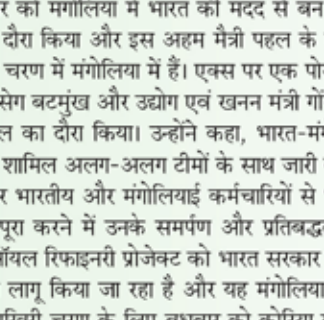 र को मंगोलिया में भारत की मदद से बन
दौरा किया और इस अहम मैत्री पहल के
चरण में मंगोलिया में हैं। एक्स पर एक पो
सेग बटमुंख और उद्योग एवं खनन मंत्री गों
ल का दौरा किया। उन्होंने कहा, भारत-मं
शामिल अलग-अलग टीमों के साथ जारी
र भारतीय और मंगोलियाई कर्मचारियों से
पूरा करने में उनके समर्पण और प्रतिबद्ध
ऑयल रिफाइनरी प्रोजेक्ट को भारत सरकार
लागू किया जा रहा है और यह मंगोलिया
चरण के लिए बुधवार को कोरिया